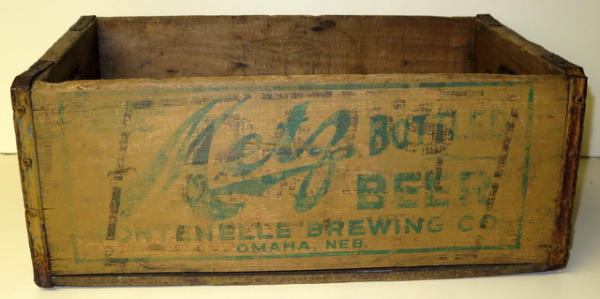 Metz BOTTLED
BEER
FONTENELLE BREWING CO
OMAHA, NEB.